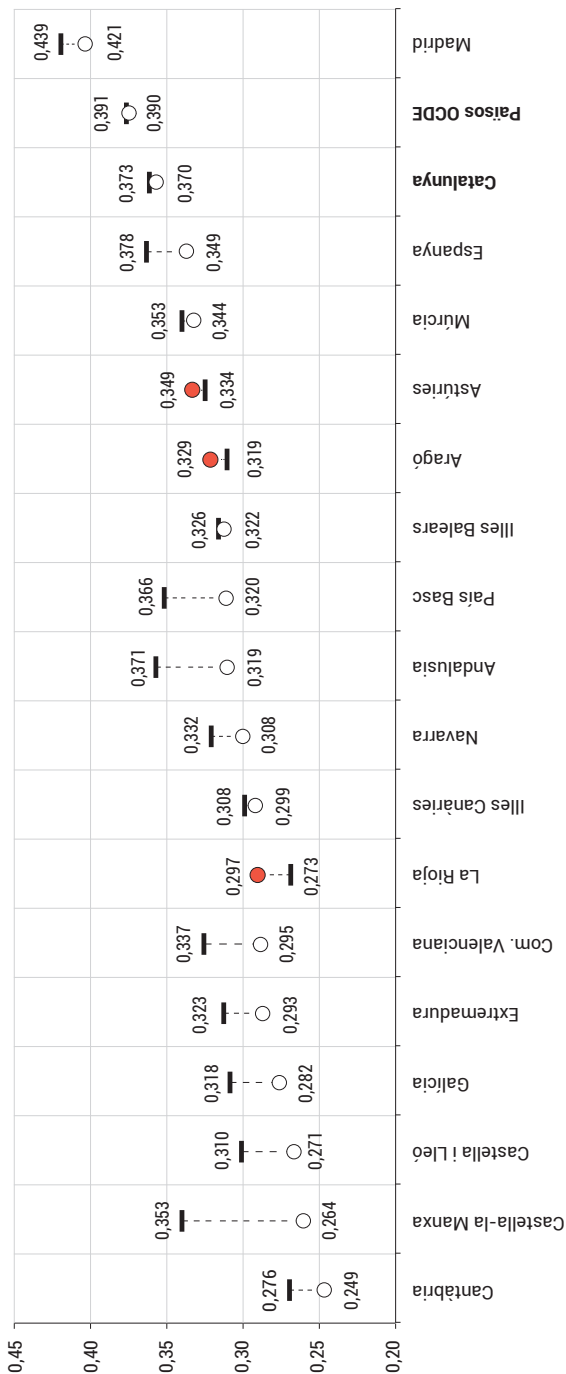 0,439
0,421
Madrid
0,391
0,390
Països OCDE
0,373
0,370
Catalunya
0,378
0,349
Espanya
0,353
0,344
Múrcia
0,349
0,334
Astúries
0,329
0,319
Aragó
0,326
0,322
Illes Balears
0,366
0,320
País Basc
0,371
0,319
Andalusia
0,332
0,308
Navarra
0,308
0,299
Illes Canàries
0,297
0,273
La Rioja
0,337
0,295
Com. Valenciana
0,323
0,293
Extremadura
0,318
0,282
Galícia
0,310
0,271
Castella i Lleó
0,353
0,264
Castella-la Manxa
0,276
0,249
Cantàbria
0,45
0,40
0,35
0,30
0,25
0,20